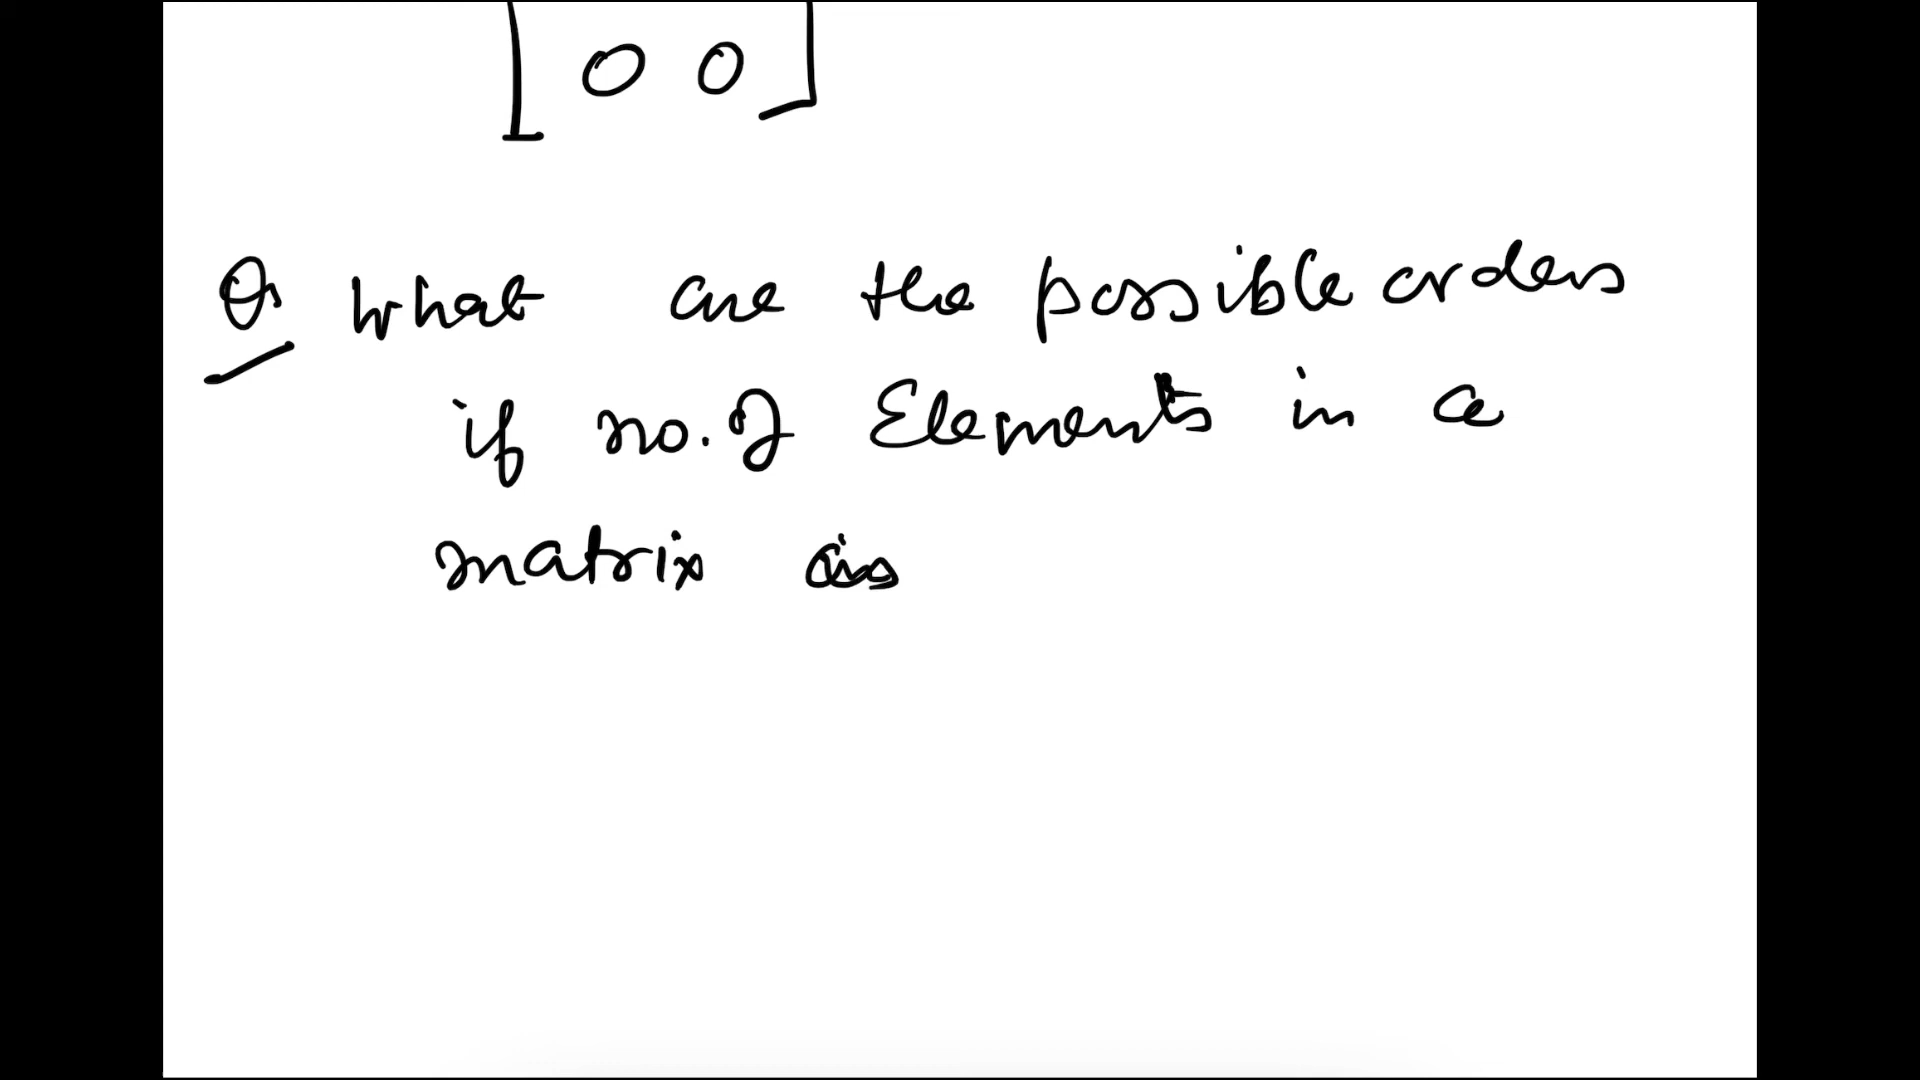 0 0
Q What are the possible orders
if no. of Elements in a
matrix is